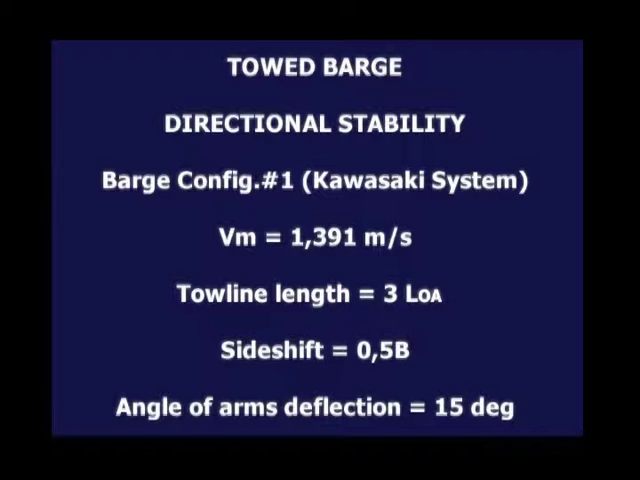 TOWED BARGE
DIRECTIONAL STABILITY
Barge Config.#1 (Kawasaki System)
Vm = 1,391 m/s
Towline length = 3 LOA
Sideshift = 0,5B
Angle of arms deflection = 15 deg